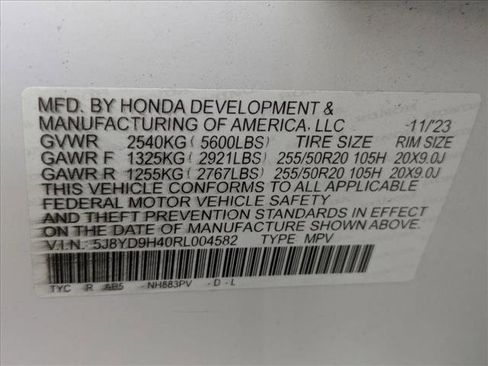 MFD. BY HONDA DEVELOPMENT &
MANUFACTURING OF AMERICA, LLC 11/23
GVWR 2540KG ( 5600LBS) TIRE SIZE RIM SIZE
GAWR F 1325KG ( 2921LBS) 255/50R20 105H 20X9.0J
GAWR R 1255KG ( 2767LBS) 255/50R20 105H 20X9.0J
THIS VEHICLE CONFORMS TO ALL APPLICABLE
FEDERAL MOTOR VEHICLE SAFETY
AND THEFT PREVENTION STANDARDS IN EFFECT
ON THE DATE OF MANUFACTURE SHOWN ABOVE.
V.I.N.: 5J8YD9H40RL004582 TYPE MPV
TYC R NH883PV - D - L